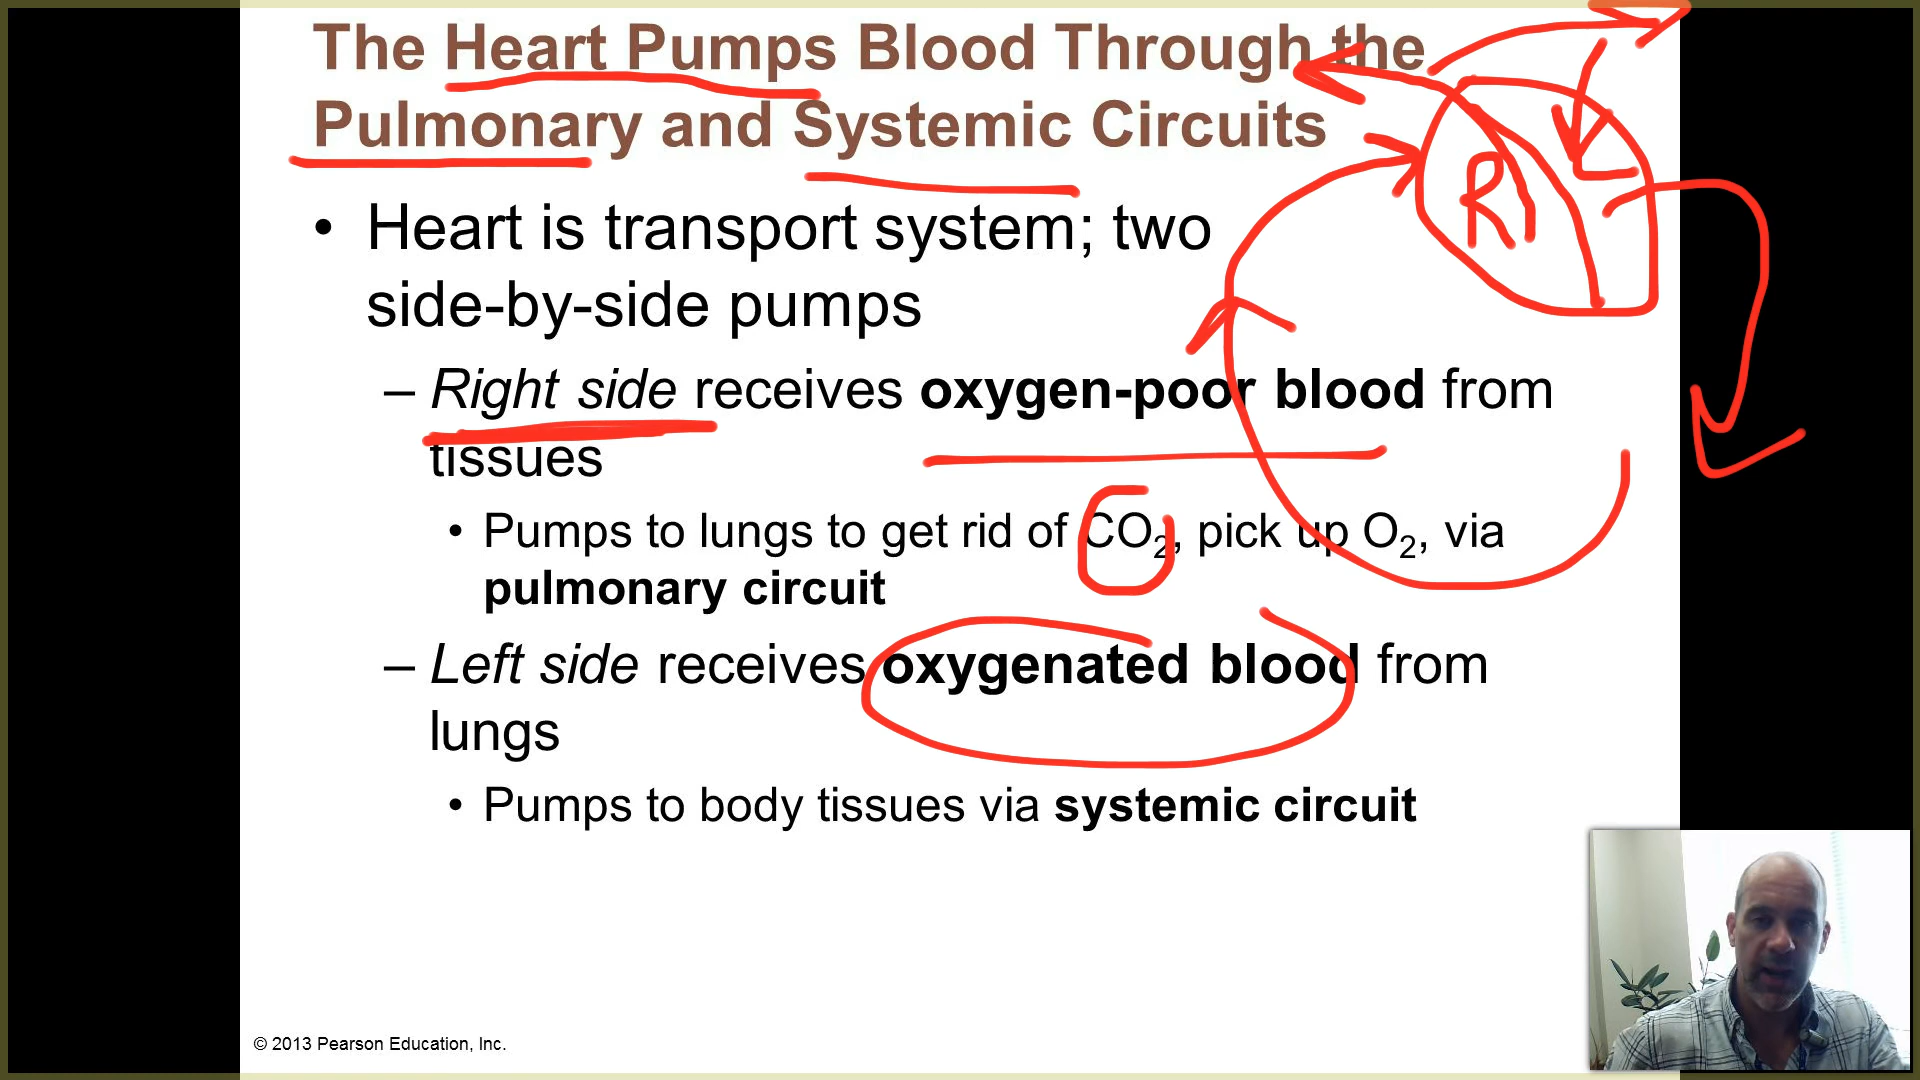 The Heart Pumps Blood Through the
Pulmonary and Systemic Circuits
• Heart is transport system; two
side-by-side pumps
– Right side receives oxygen-poor blood from
tissues
• Pumps to lungs to get rid of CO₂, pick up O₂, via
pulmonary circuit
– Left side receives oxygenated blood from
lungs
• Pumps to body tissues via systemic circuit
R
L
© 2013 Pearson Education, Inc.